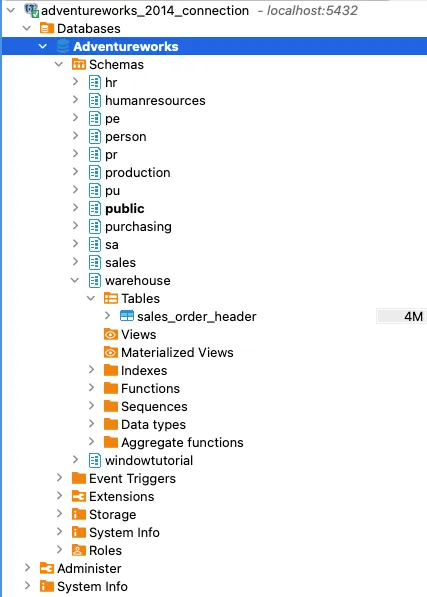 adventureworks_2014_connection - localhost:5432
Databases
Adventureworks
Schemas
hr
humanresources
pe
person
pr
production
pu
public
purchasing
sa
sales
warehouse
Tables
sales_order_header 4M
Views
Materialized Views
Indexes
Functions
Sequences
Data types
Aggregate functions
windowtutorial
Event Triggers
Extensions
Storage
System Info
Roles
Administer
System Info